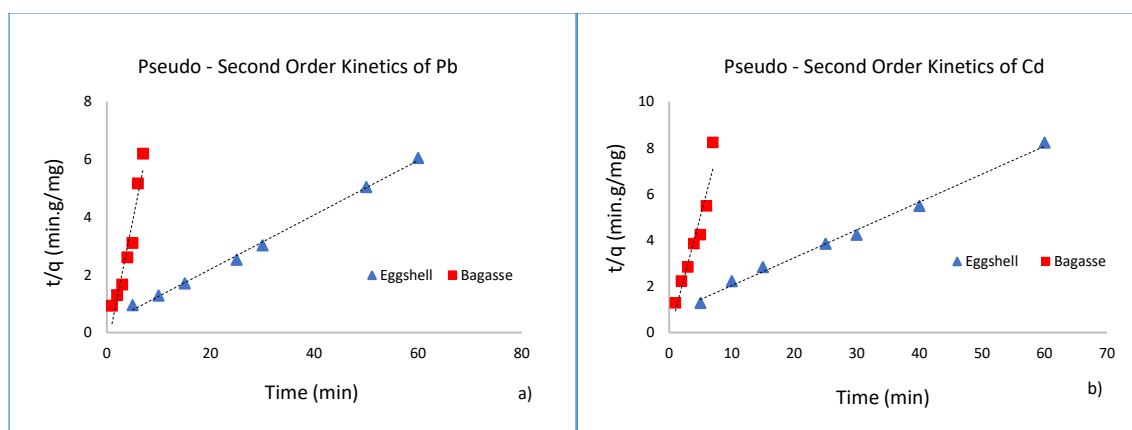 Pseudo - Second Order Kinetics of Pb
8
6
4
2
0
0 20 40 60 80
t/q (min.g/mg)
Eggshell Bagasse
Time (min)
a)
Pseudo - Second Order Kinetics of Cd
10
8
6
4
2
0
0 10 20 30 40 50 60 70
t/q (min.g/mg)
Eggshell Bagasse
Time (min)
b)